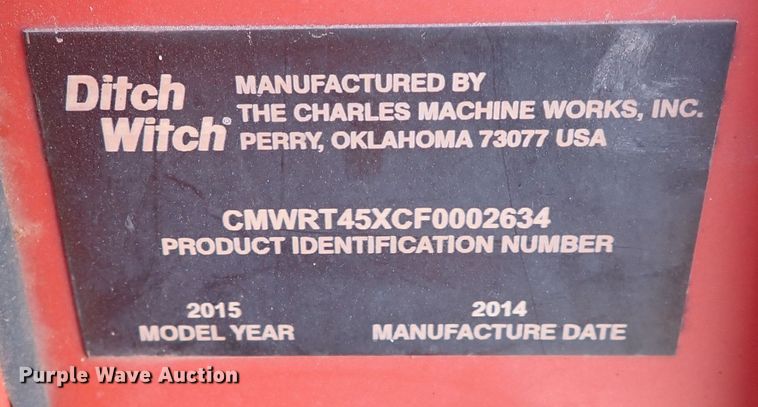 Ditch Witch®
MANUFACTURED BY
THE CHARLES MACHINE WORKS, INC.
PERRY, OKLAHOMA 73077 USA
CMWRT45XCF0002634
PRODUCT IDENTIFICATION NUMBER
2015
MODEL YEAR
2014
MANUFACTURE DATE
Purple Wave Auction